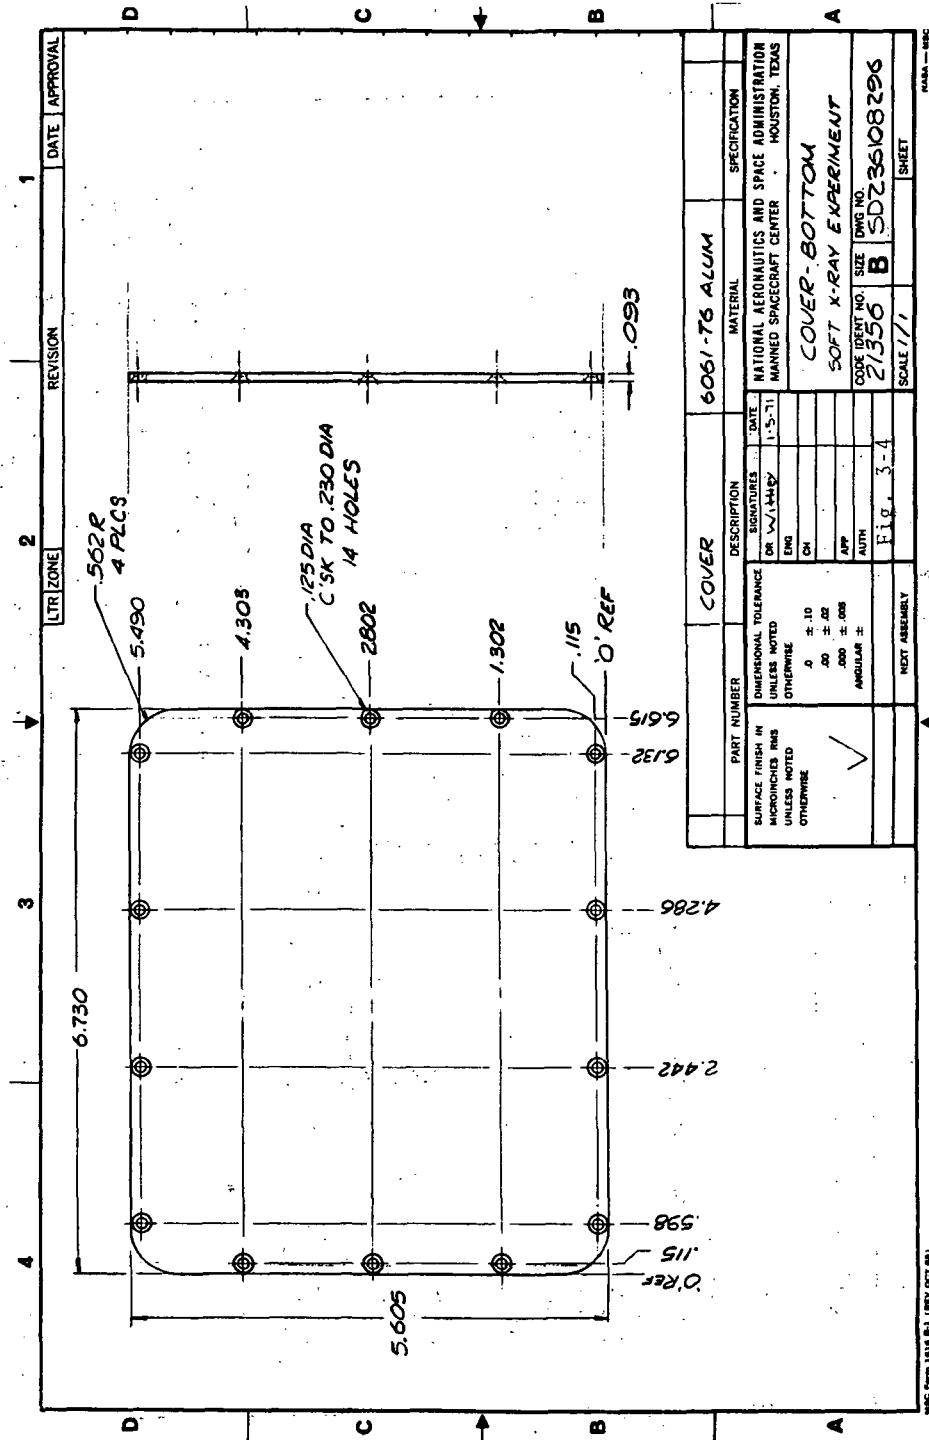 4
3
2
1
LTR ZONE REVISION DATE APPROVAL
D
C
B
A
D
C
B
A
6.730
5.605
.562R
4 PLCS
5.490
4.303
.125 DIA
C'SK TO .230 DIA
14 HOLES
2.802
1.302
.115
'O' REF
'O' REF
.115
.598
2.442
4.286
6.132
6.615
.093
COVER
6061-T6 ALUM
PART NUMBER
DESCRIPTION
MATERIAL
SPECIFICATION
SURFACE FINISH IN
MICROINCHES RMS
UNLESS NOTED
OTHERWISE
DIMENSIONAL TOLERANCE
UNLESS NOTED
OTHERWISE
.0 ± .10
.00 ± .02
.000 ± .005
ANGULAR ±
SIGNATURES DATE
DR Withey 1-5-71
ENG
CH
APP
AUTH
Fig. 3-4
NATIONAL AERONAUTICS AND SPACE ADMINISTRATION
MANNED SPACECRAFT CENTER · HOUSTON, TEXAS
COVER-BOTTOM
SOFT X-RAY EXPERIMENT
CODE IDENT NO.
21356
SIZE
B
DWG NO.
SDZ36108296
NEXT ASSEMBLY
SCALE 1/1
SHEET
NASA — MSC